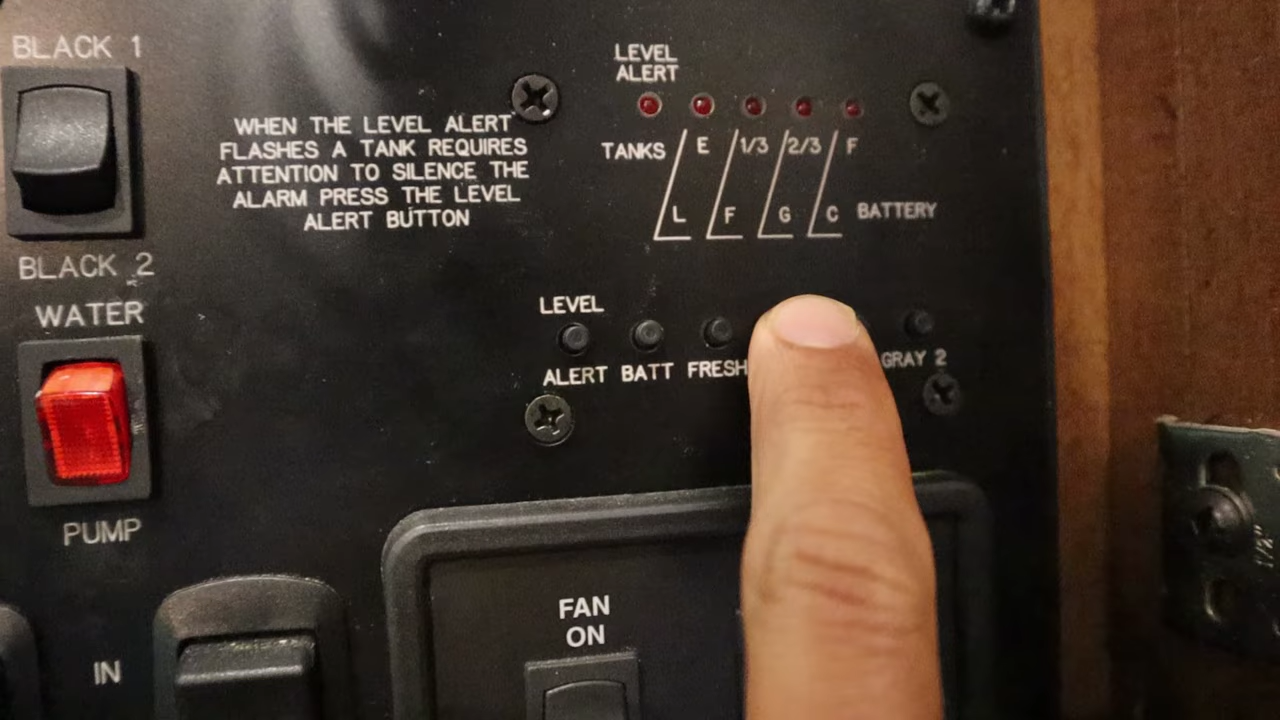 BLACK 1
BLACK 2
WATER
PUMP
IN
WHEN THE LEVEL ALERT
FLASHES A TANK REQUIRES
ATTENTION TO SILENCE THE
ALARM PRESS THE LEVEL
ALERT BUTTON
LEVEL
ALERT
TANKS E 1/3 2/3 F
L F G C BATTERY
LEVEL
ALERT BATT FRESH GRAY 2
FAN
ON
1/2"